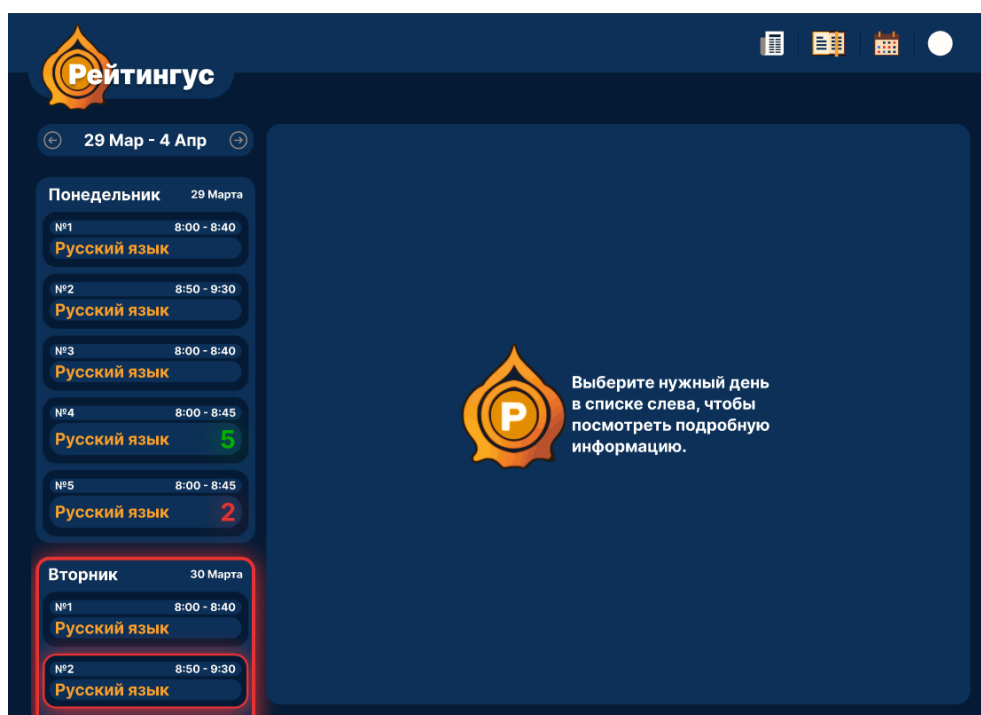 Рейтингус
29 Мар - 4 Апр
Понедельник 29 Марта
№1 8:00 - 8:40
Русский язык
№2 8:50 - 9:30
Русский язык
№3 8:00 - 8:40
Русский язык
№4 8:00 - 8:45
Русский язык 5
№5 8:00 - 8:45
Русский язык 2
Вторник 30 Марта
№1 8:00 - 8:40
Русский язык
№2 8:50 - 9:30
Русский язык
Р
Выберите нужный день
в списке слева, чтобы
посмотреть подробную
информацию.